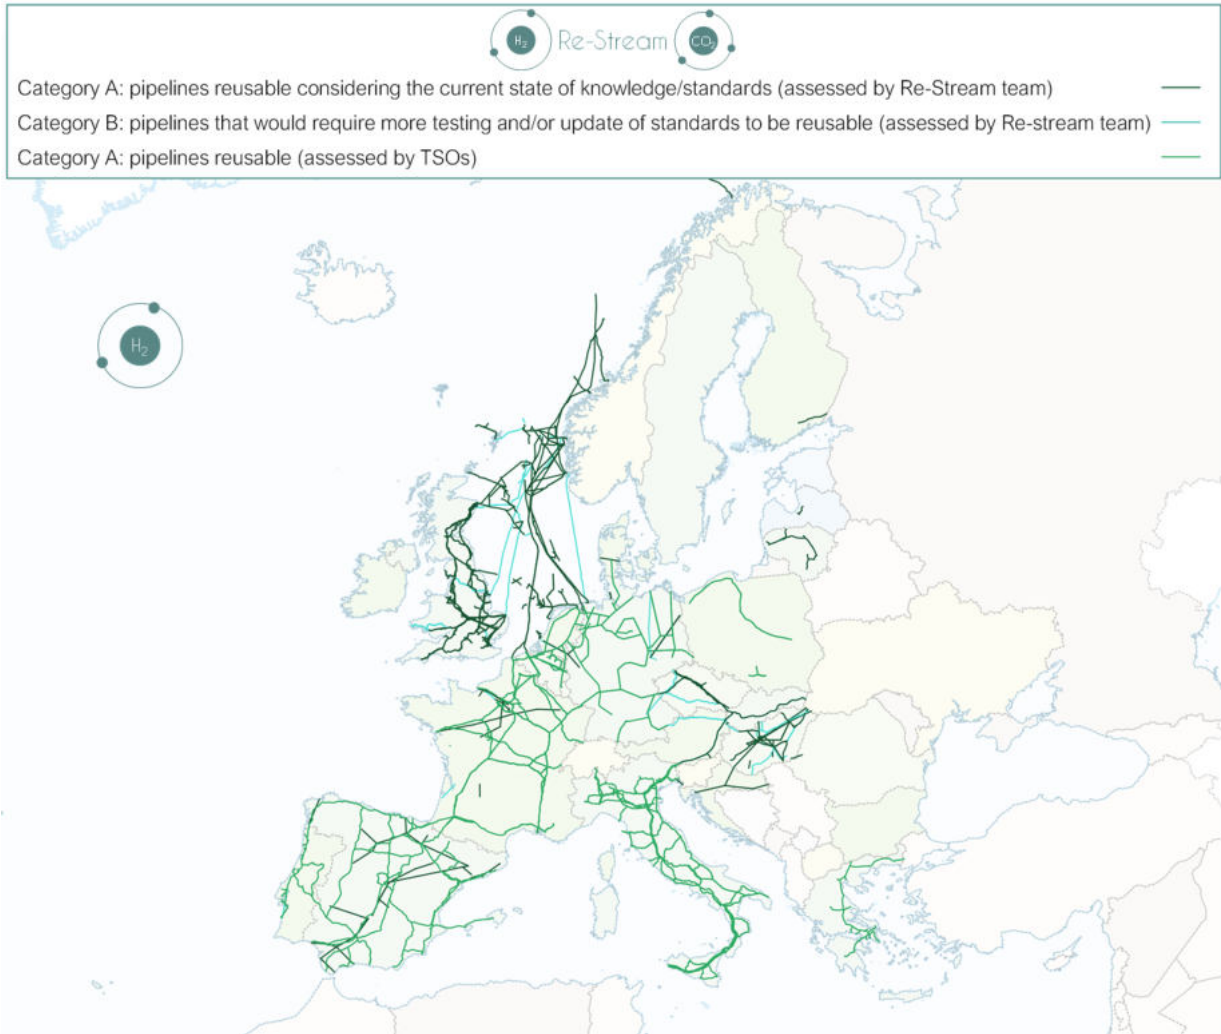 H₂ Re-Stream CO₂
Category A: pipelines reusable considering the current state of knowledge/standards (assessed by Re-Stream team)
Category B: pipelines that would require more testing and/or update of standards to be reusable (assessed by Re-stream team)
Category A: pipelines reusable (assessed by TSOs)
H₂